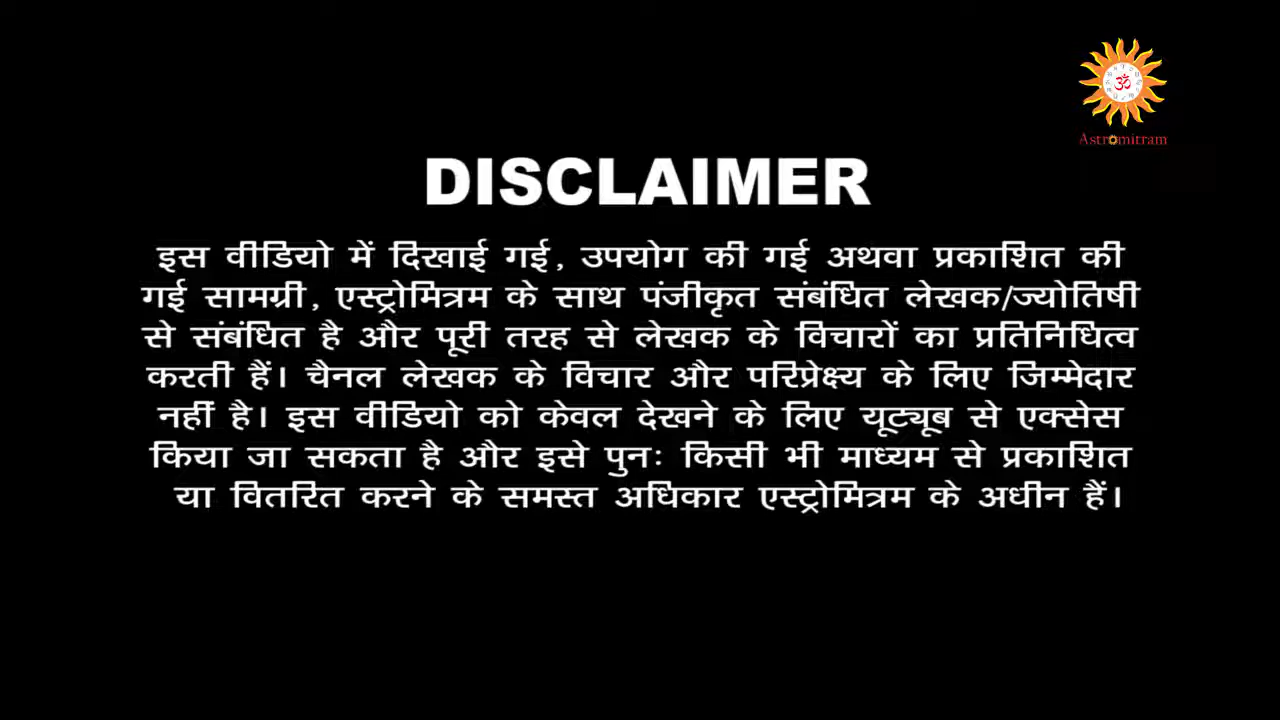 Astromitram
DISCLAIMER
इस वीडियो में दिखाई गई, उपयोग की गई अथवा प्रकाशित की
गई सामग्री, एस्ट्रोमित्रम के साथ पंजीकृत संबंधित लेखक/ज्योतिषी
से संबंधित है और पूरी तरह से लेखक के विचारों का प्रतिनिधित्व
करती हैं। चैनल लेखक के विचार और परिप्रेक्ष्य के लिए जिम्मेदार
नहीं है। इस वीडियो को केवल देखने के लिए यूट्यूब से एक्सेस
किया जा सकता है और इसे पुनः किसी भी माध्यम से प्रकाशित
या वितरित करने के समस्त अधिकार एस्ट्रोमित्रम के अधीन हैं।
ॐ